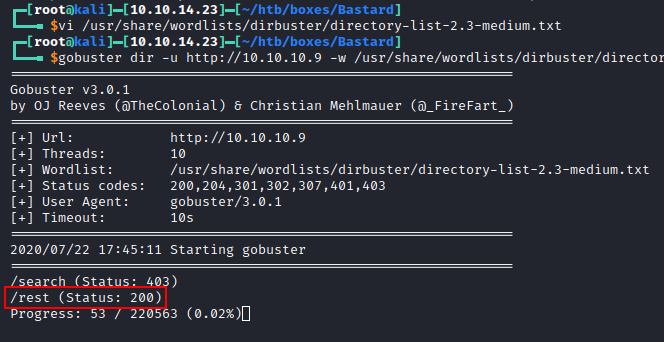 [root@kali]─[10.10.14.23]─[~/htb/boxes/Bastard]
$vi /usr/share/wordlists/dirbuster/directory-list-2.3-medium.txt
[root@kali]─[10.10.14.23]─[~/htb/boxes/Bastard]
$gobuster dir -u http://10.10.10.9 -w /usr/share/wordlists/dirbuster/director
===============================================================
Gobuster v3.0.1
by OJ Reeves (@TheColonial) & Christian Mehlmauer (@_FireFart_)
===============================================================
[+] Url:            http://10.10.10.9
[+] Threads:        10
[+] Wordlist:       /usr/share/wordlists/dirbuster/directory-list-2.3-medium.txt
[+] Status codes:   200,204,301,302,307,401,403
[+] User Agent:     gobuster/3.0.1
[+] Timeout:        10s
===============================================================
2020/07/22 17:45:11 Starting gobuster
===============================================================
/search (Status: 403)
/rest (Status: 200)
Progress: 53 / 220563 (0.02%)